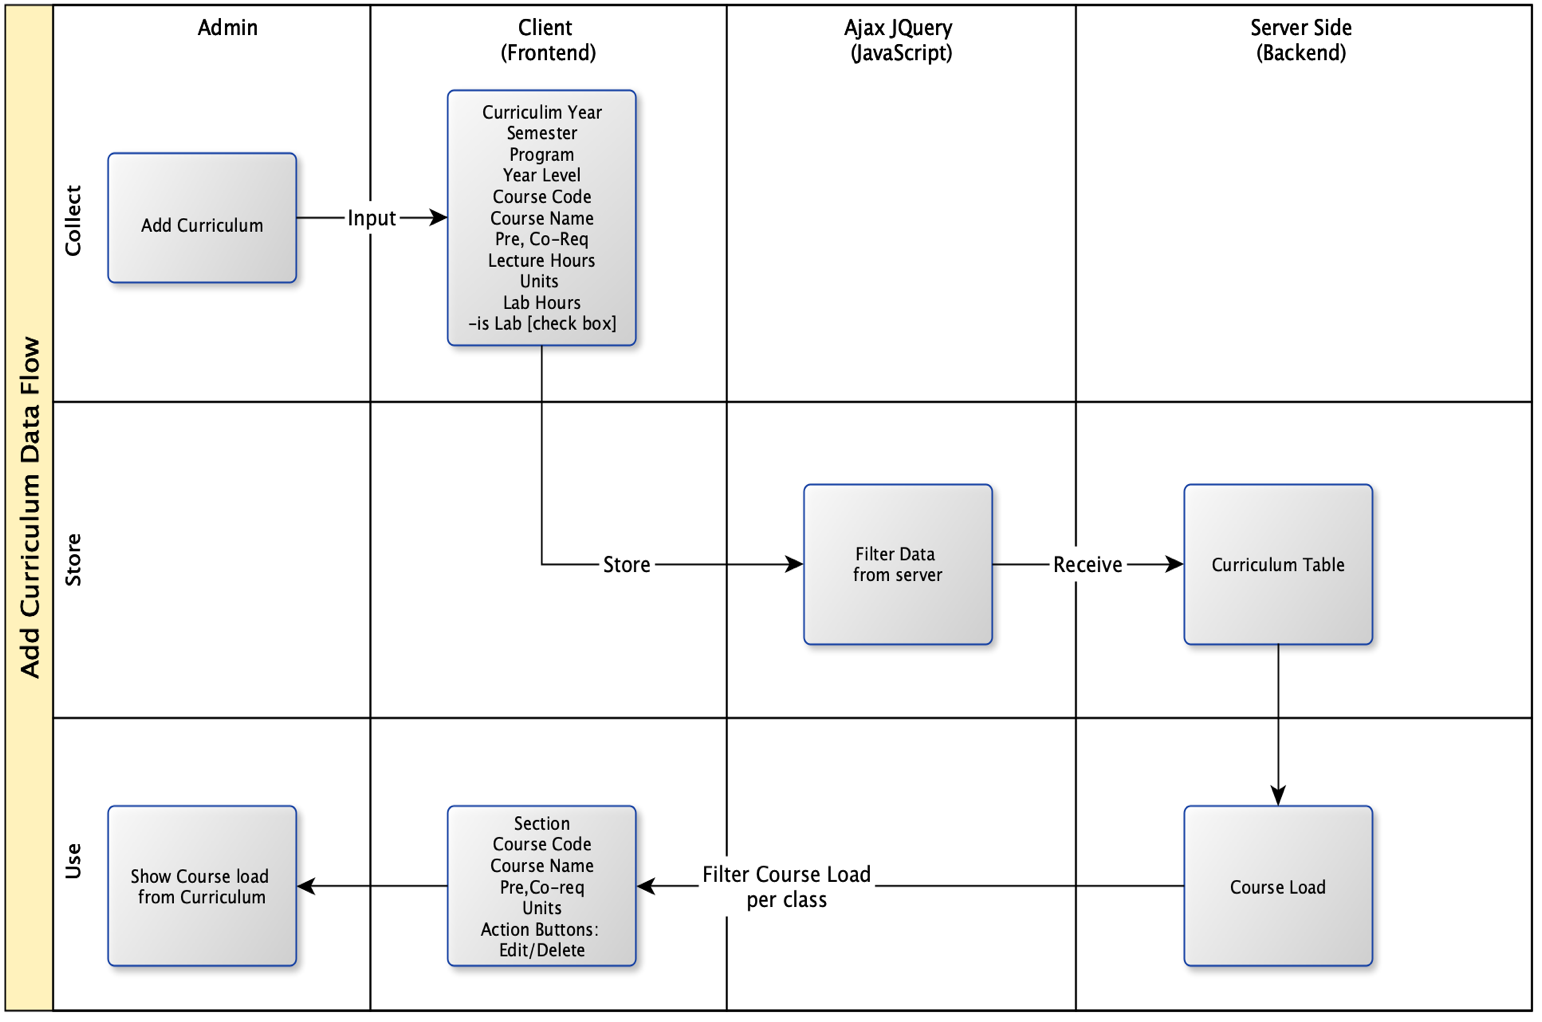 Add Curriculum Data Flow
Admin
Client
(Frontend)
Ajax JQuery
(JavaScript)
Server Side
(Backend)
Collect
Add Curriculum
Input
Curriculim Year
Semester
Program
Year Level
Course Code
Course Name
Pre, Co-Req
Lecture Hours
Units
Lab Hours
-is Lab [check box]
Store
Store
Filter Data
from server
Receive
Curriculum Table
Use
Show Course load
from Curriculum
Section
Course Code
Course Name
Pre,Co-req
Units
Action Buttons:
Edit/Delete
Filter Course Load
per class
Course Load